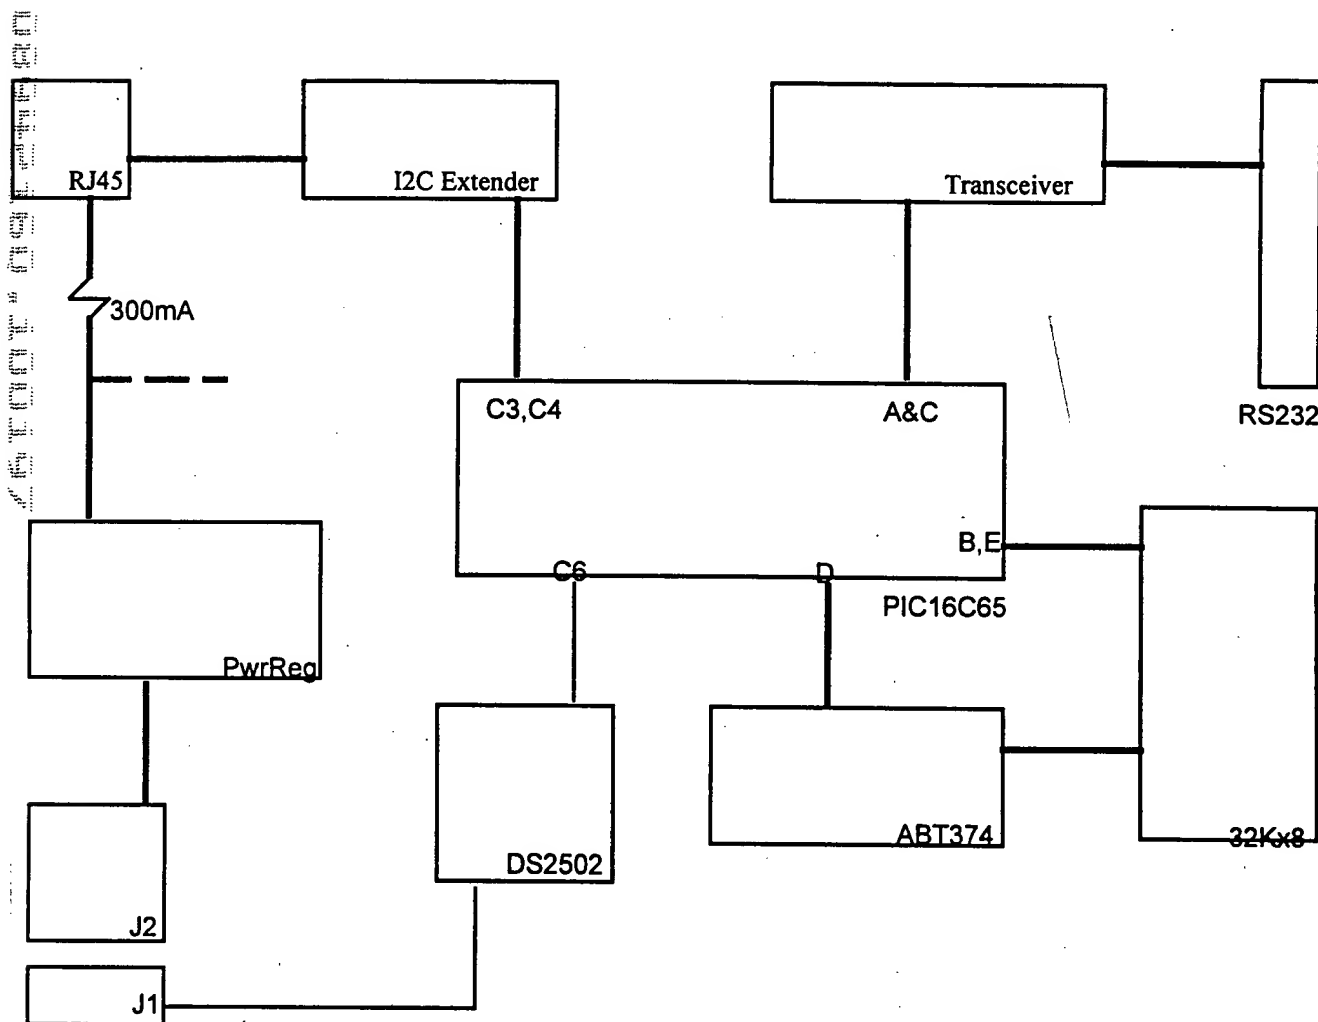 RJ45
I2C Extender
Transceiver
300mA
C3,C4
A&C
RS232
B,E
C6
D
PIC16C65
PwrReg
DS2502
ABT374
32Kx8
J2
J1